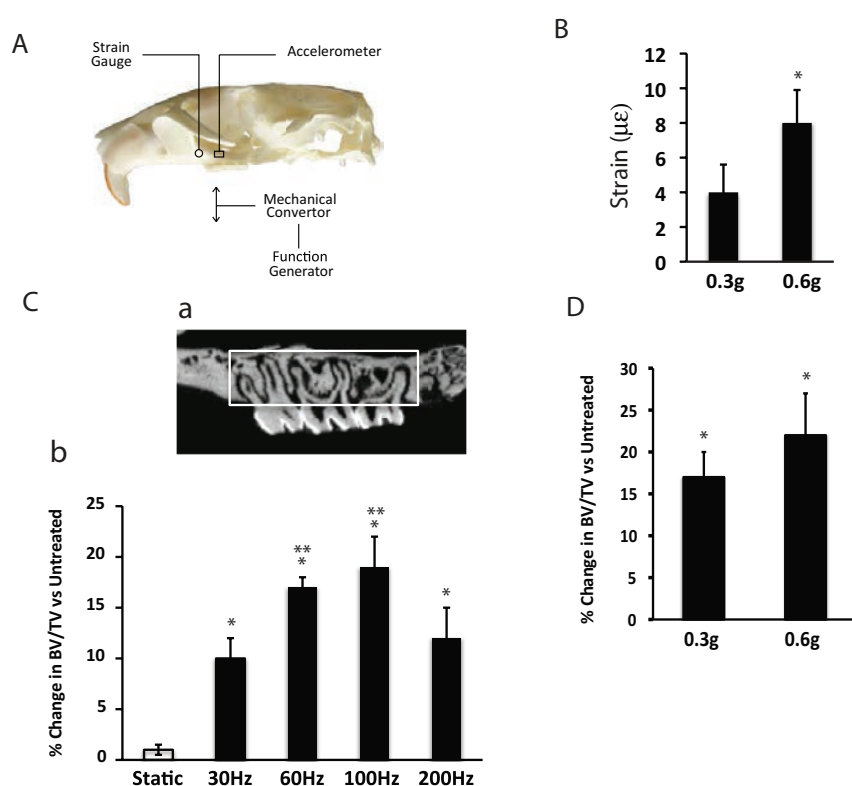 A
Strain
Gauge
Accelerometer
Mechanical
Convertor
Function
Generator
B
Strain (με)
12
10
8
6
4
2
0
*
0.3g
0.6g
C
a
b
% Change in BV/TV vs Untreated
25
20
15
10
5
0
*
**
*
**
*
*
Static
30Hz
60Hz
100Hz
200Hz
D
% Change in BV/TV vs Untreated
30
25
20
15
10
5
0
*
*
0.3g
0.6g